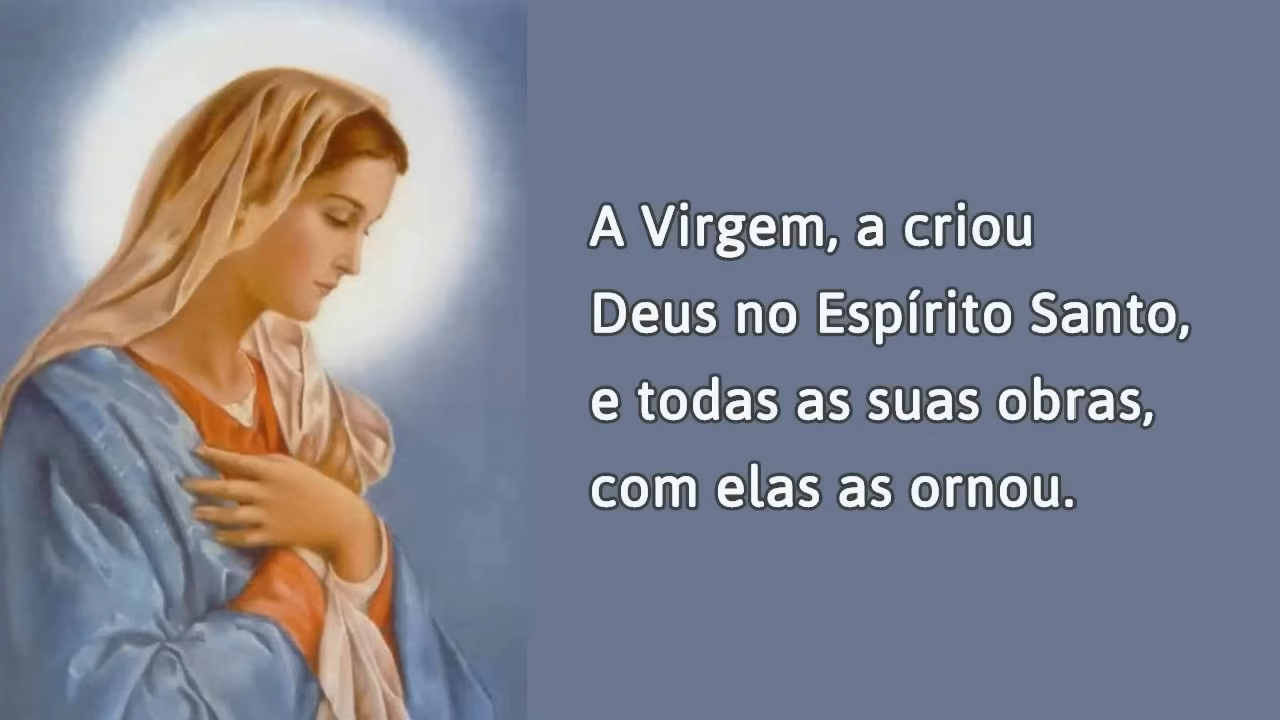 A Virgem, a criou
Deus no Espírito Santo,
e todas as suas obras,
com elas as ornou.